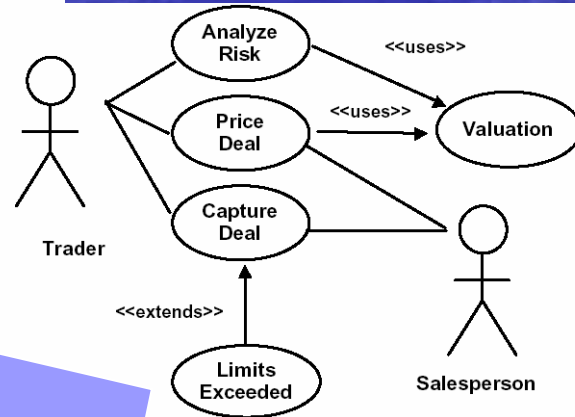 Analyze
Risk
<<uses>>
Price
Deal
<<uses>>
Valuation
Capture
Deal
Trader
<<extends>>
Limits
Exceeded
Salesperson